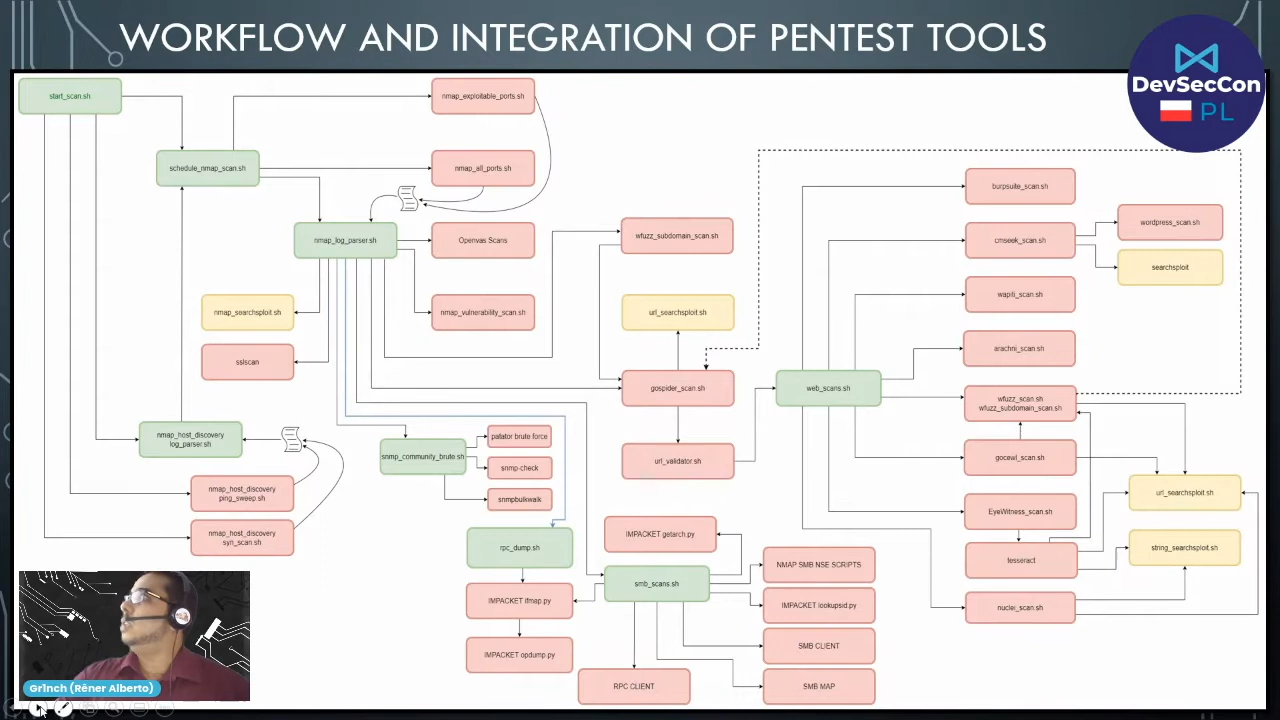 WORKFLOW AND INTEGRATION OF PENTEST TOOLS
DevSecCon
PL
start_scan.sh
nmap_exploitable_ports.sh
schedule_nmap_scan.sh
nmap_all_ports.sh
nmap_log_parser.sh
Openvas Scans
wfuzz_subdomain_scan.sh
nmap_searchsploit.sh
nmap_vulnerability_scan.sh
url_searchsploit.sh
sslscan
gospider_scan.sh
web_scans.sh
burpsuite_scan.sh
cmseek_scan.sh
wordpress_scan.sh
searchsploit
wapiti_scan.sh
arachni_scan.sh
wfuzz_scan.sh
wfuzz_subdomain_scan.sh
nmap_host_discovery
log_parser.sh
snmp_community_brute.sh
patator brute force
snmp-check
snmpbulkwalk
url_validator.sh
gocewl_scan.sh
nmap_host_discovery
ping_sweep.sh
nmap_host_discovery
syn_scan.sh
url_searchsploit.sh
EyeWitness_scan.sh
string_searchsploit.sh
tesseract
nuclei_scan.sh
rpc_dump.sh
IMPACKET getarch.py
smb_scans.sh
NMAP SMB NSE SCRIPTS
IMPACKET ifmap.py
IMPACKET lookupsid.py
IMPACKET opdump.py
SMB CLIENT
RPC CLIENT
SMB MAP
Gr1nch (Rêner Alberto)